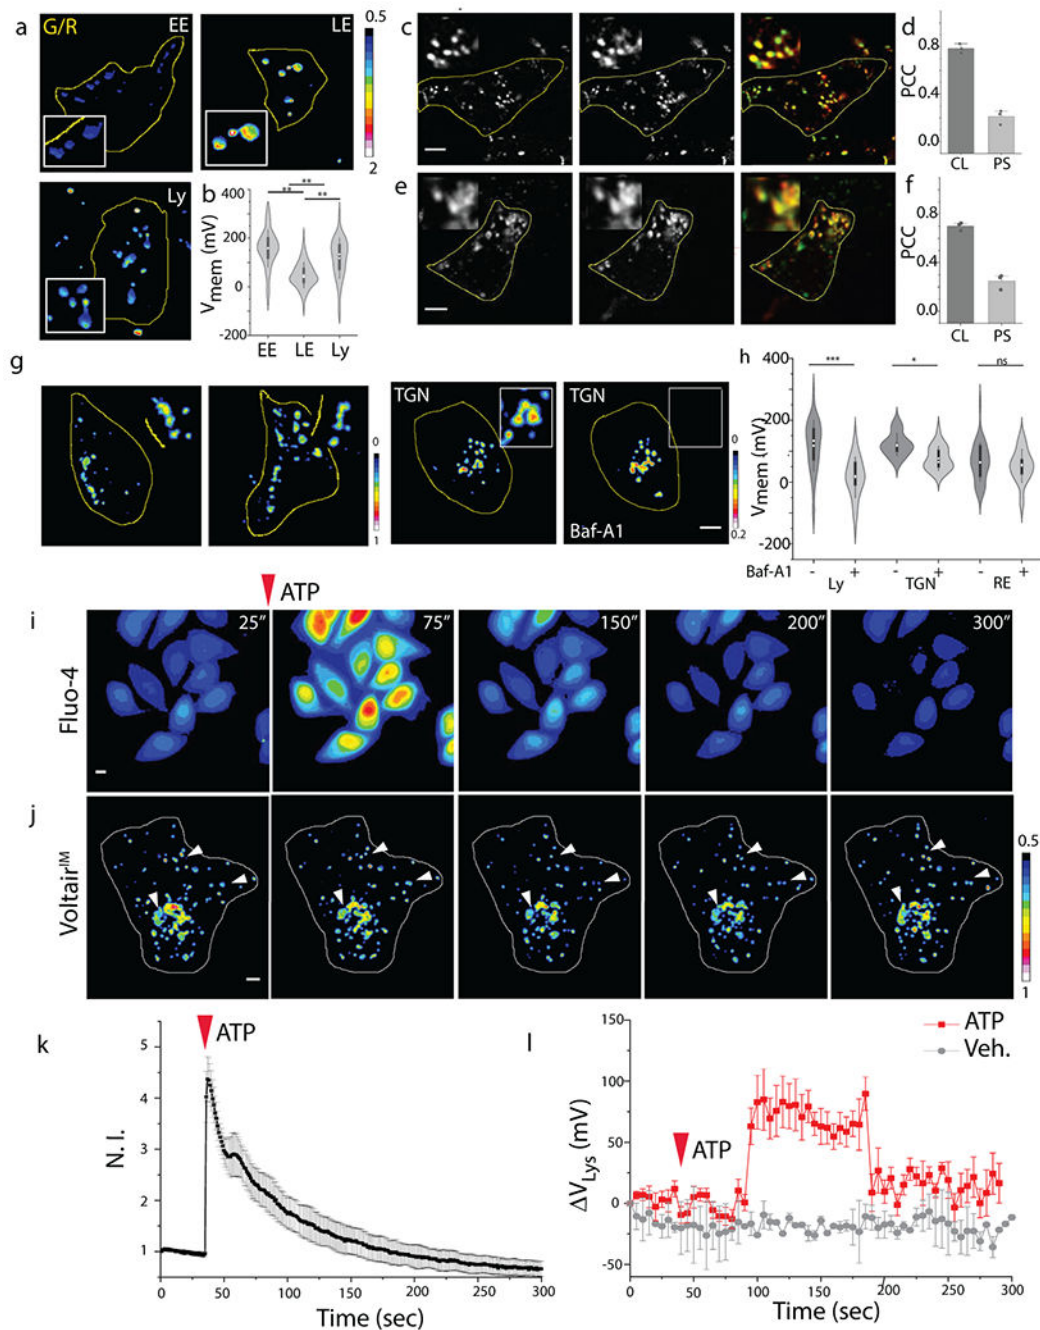 a
G/R
EE
LE
0.5
2
Ly
b
**
**
**
V mem (mV)
400
200
0
-200
EE LE Ly
c
d
PCC
0.8
0.4
0.0
CL PS
e
f
PCC
0.8
0.4
0.0
CL PS
g
0
1
TGN
TGN
Baf-A1
0
0.2
h
V mem (mV)
400
200
0
-200
***
*
ns
Baf-A1 - + - + - +
Ly TGN RE
ATP
i
Fluo-4
25” 75” 150” 200” 300”
j
Voltair IM
0.5
1
k
ATP
N. I.
4
3
2
1
0 50 100 150 200 250 300
Time (sec)
l
ATP
Veh.
ATP
ΔV Lys (mV)
150
100
50
0
-50
0 50 100 150 200 250 300
Time (sec)